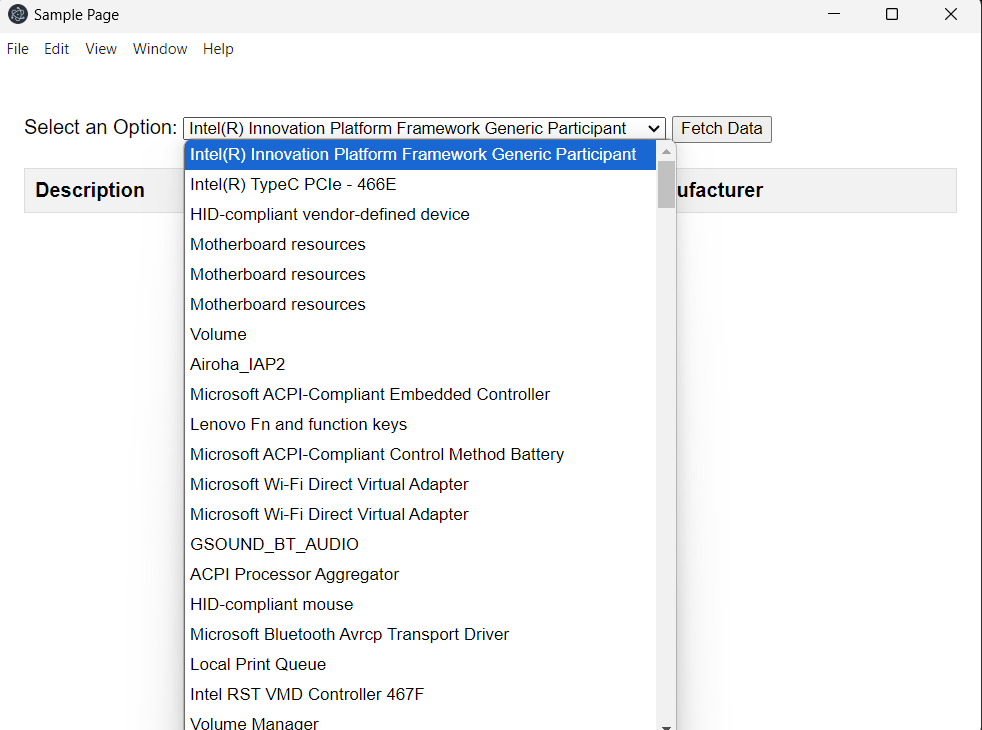 Sample Page
File Edit View Window Help
Select an Option: Intel(R) Innovation Platform Framework Generic Participant Fetch Data
Intel(R) Innovation Platform Framework Generic Participant
Intel(R) TypeC PCIe - 466E
Description ufacturer
HID-compliant vendor-defined device
Motherboard resources
Motherboard resources
Motherboard resources
Volume
Airoha_IAP2
Microsoft ACPI-Compliant Embedded Controller
Lenovo Fn and function keys
Microsoft ACPI-Compliant Control Method Battery
Microsoft Wi-Fi Direct Virtual Adapter
Microsoft Wi-Fi Direct Virtual Adapter
GSOUND_BT_AUDIO
ACPI Processor Aggregator
HID-compliant mouse
Microsoft Bluetooth Avrcp Transport Driver
Local Print Queue
Intel RST VMD Controller 467F
Volume Manager